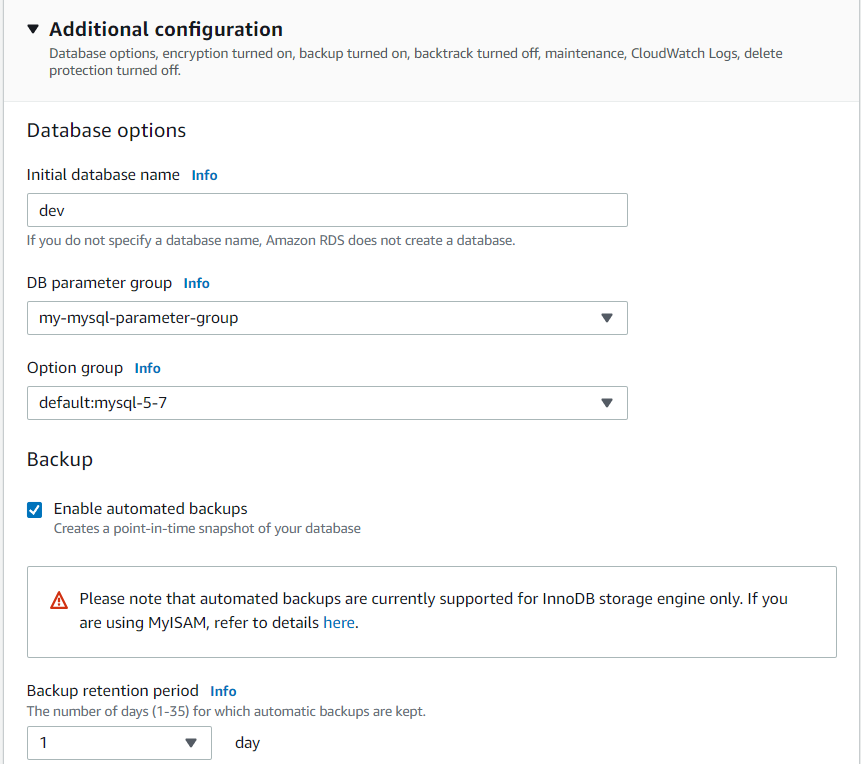 Additional configuration
Database options, encryption turned on, backup turned on, backtrack turned off, maintenance, CloudWatch Logs, delete
protection turned off.
Database options
Initial database name Info
dev
If you do not specify a database name, Amazon RDS does not create a database.
DB parameter group Info
my-mysql-parameter-group
Option group Info
default:mysql-5-7
Backup
Enable automated backups
Creates a point-in-time snapshot of your database
Please note that automated backups are currently supported for InnoDB storage engine only. If you
are using MyISAM, refer to details here.
Backup retention period Info
The number of days (1-35) for which automatic backups are kept.
1 day